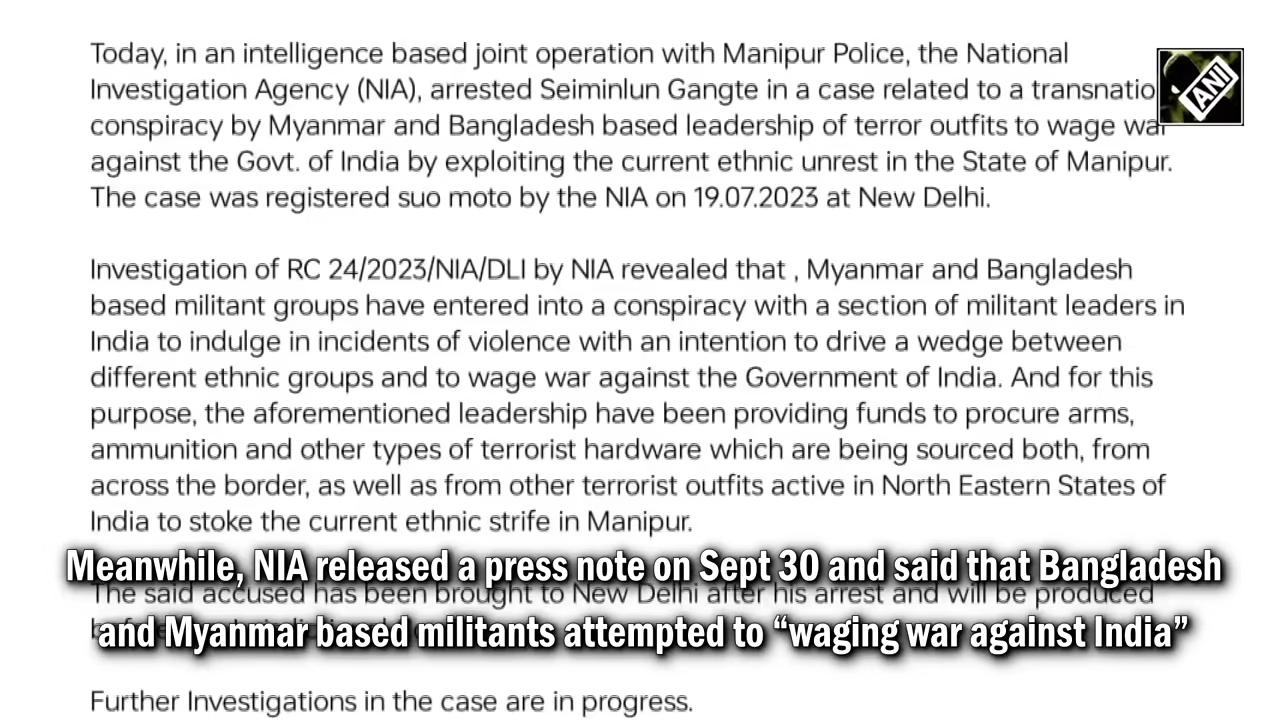 Today, in an intelligence based joint operation with Manipur Police, the National
Investigation Agency (NIA), arrested Seiminlun Gangte in a case related to a transnatio
conspiracy by Myanmar and Bangladesh based leadership of terror outfits to wage war
against the Govt. of India by exploiting the current ethnic unrest in the State of Manipur.
The case was registered suo moto by the NIA on 19.07.2023 at New Delhi.
Investigation of RC 24/2023/NIA/DLI by NIA revealed that , Myanmar and Bangladesh
based militant groups have entered into a conspiracy with a section of militant leaders in
India to indulge in incidents of violence with an intention to drive a wedge between
different ethnic groups and to wage war against the Government of India. And for this
purpose, the aforementioned leadership have been providing funds to procure arms,
ammunition and other types of terrorist hardware which are being sourced both, from
across the border, as well as from other terrorist outfits active in North Eastern States of
India to stoke the current ethnic strife in Manipur.
Meanwhile, NIA released a press note on Sept 30 and said that Bangladesh
The said accused has been brought to New Delhi after his arrest and will be produced
and Myanmar based militants attempted to “waging war against India”
Further Investigations in the case are in progress.
ANI